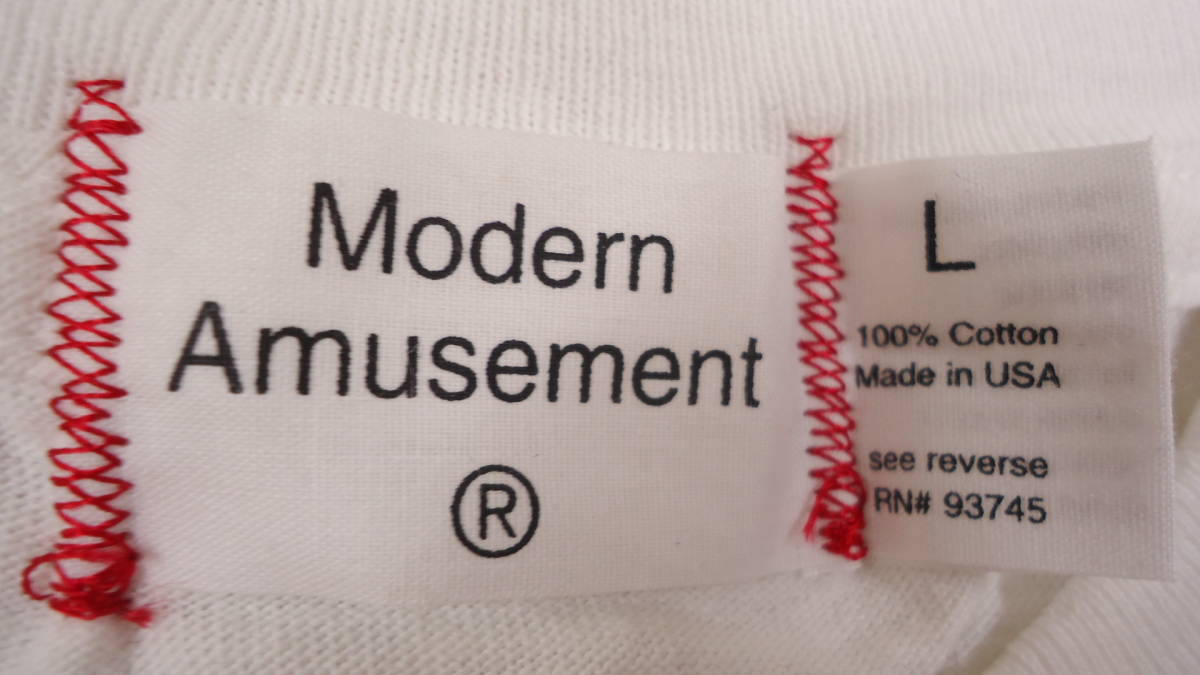 Modern
Amusement
®
L
100% Cotton
Made in USA
see reverse
RN# 93745